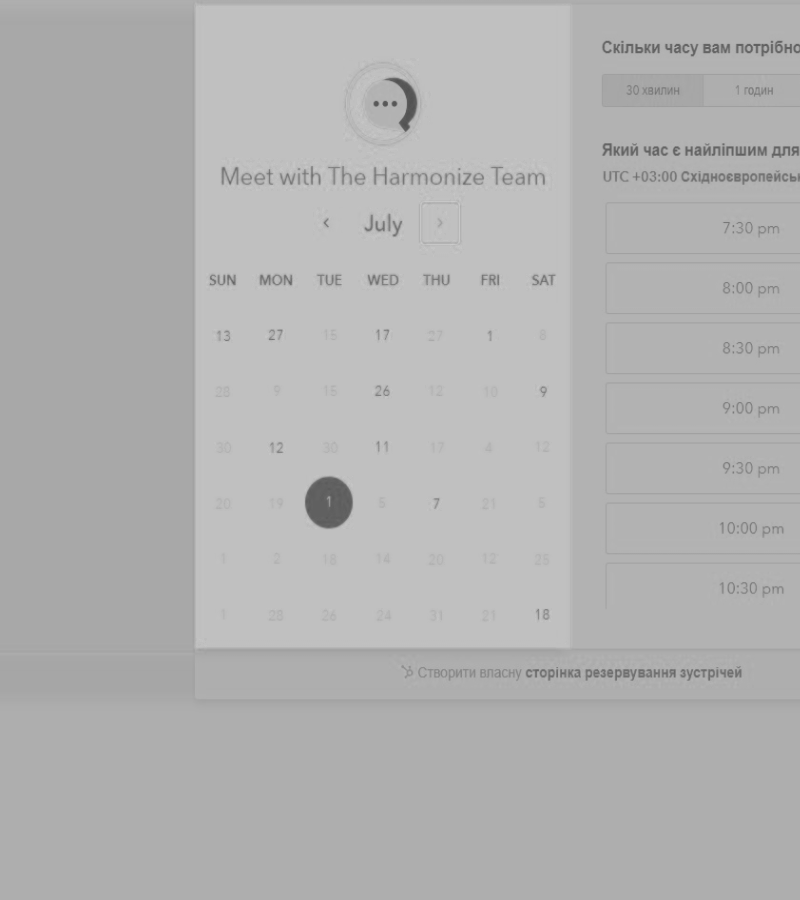 Meet with The Harmonize Team
‹ July ›
SUN MON TUE WED THU FRI SAT
13 27 15 17 27 1 8
28 9 15 26 12 10 9
30 12 30 11 17 4 12
20 19 1 5 7 21 5
1 2 18 14 20 12 25
1 28 26 24 31 21 18
Скільки часу вам потрібно
30 хвилин 1 годин
Який час є найліпшим для
UTC +03:00 Східноєвропейськ
7:30 pm
8:00 pm
8:30 pm
9:00 pm
9:30 pm
10:00 pm
10:30 pm
Створити власну сторінка резервування зустрічей